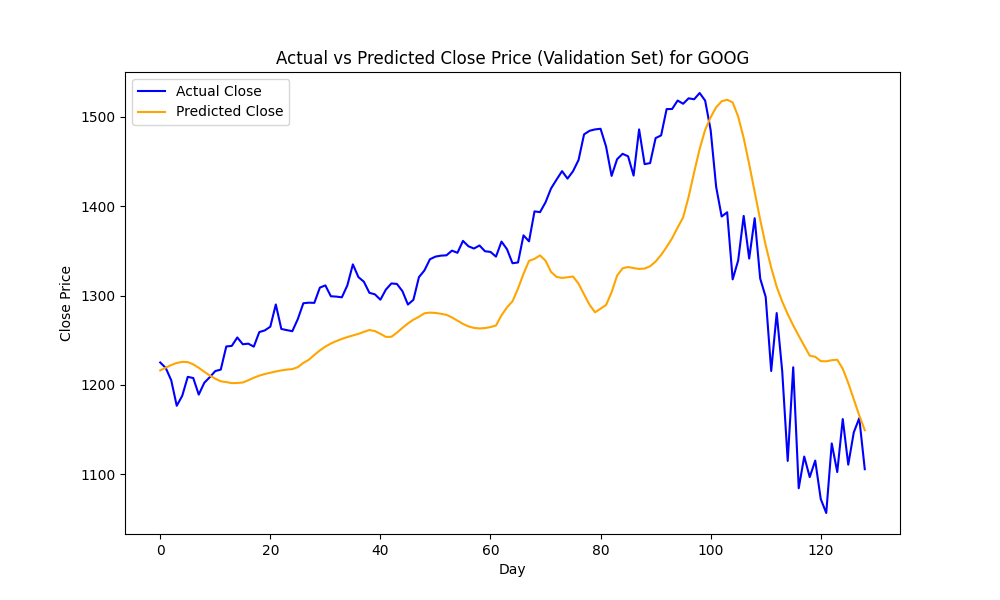 Actual vs Predicted Close Price (Validation Set) for GOOG
Actual Close
Predicted Close
1500
1400
1300
1200
1100
Close Price
0 20 40 60 80 100 120
Day